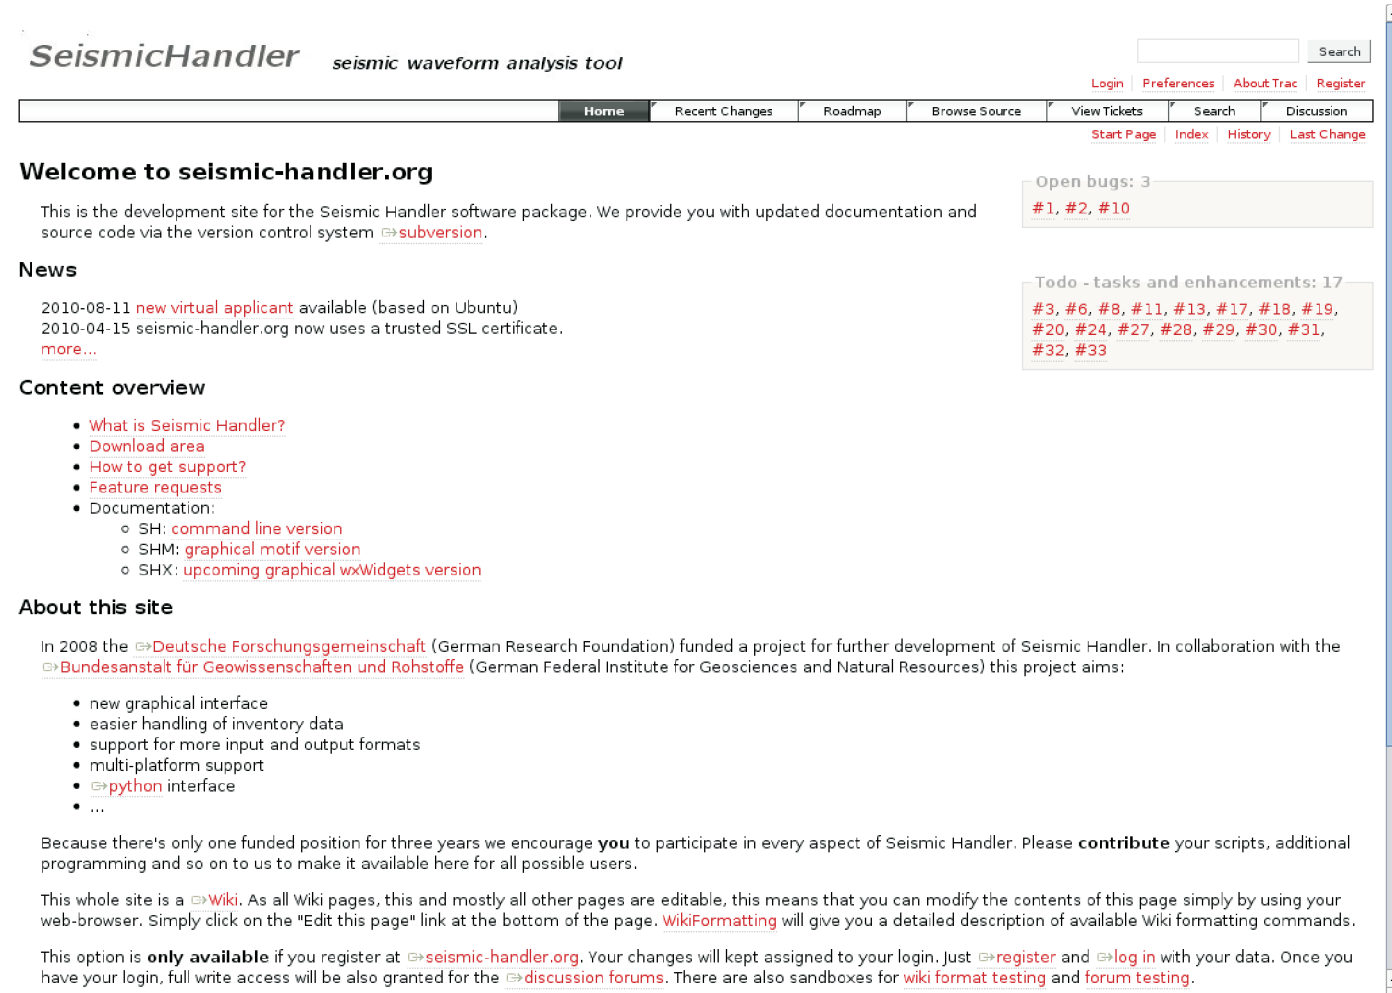 SeismicHandler seismic waveform analysis tool
Search
Login Preferences About Trac Register
Home Recent Changes Roadmap Browse Source View Tickets Search Discussion
Start Page Index History Last Change
Welcome to seismic-handler.org
This is the development site for the Seismic Handler software package. We provide you with updated documentation and
source code via the version control system subversion.
Open bugs: 3
#1, #2, #10
News
2010-08-11 new virtual applicant available (based on Ubuntu)
2010-04-15 seismic-handler.org now uses a trusted SSL certificate.
more...
Todo - tasks and enhancements: 17
#3, #6, #8, #11, #13, #17, #18, #19,
#20, #24, #27, #28, #29, #30, #31,
#32, #33
Content overview
What is Seismic Handler?
Download area
How to get support?
Feature requests
Documentation:
SH: command line version
SHM: graphical motif version
SHX: upcoming graphical wxWidgets version
About this site
In 2008 the Deutsche Forschungsgemeinschaft (German Research Foundation) funded a project for further development of Seismic Handler. In collaboration with the
Bundesanstalt für Geowissenschaften und Rohstoffe (German Federal Institute for Geosciences and Natural Resources) this project aims:
new graphical interface
easier handling of inventory data
support for more input and output formats
multi-platform support
python interface
...
Because there's only one funded position for three years we encourage you to participate in every aspect of Seismic Handler. Please contribute your scripts, additional
programming and so on to us to make it available here for all possible users.
This whole site is a Wiki. As all Wiki pages, this and mostly all other pages are editable, this means that you can modify the contents of this page simply by using your
web-browser. Simply click on the "Edit this page" link at the bottom of the page. WikiFormatting will give you a detailed description of available Wiki formatting commands.
This option is only available if you register at seismic-handler.org. Your changes will kept assigned to your login. Just register and log in with your data. Once you
have your login, full write access will be also granted for the discussion forums. There are also sandboxes for wiki format testing and forum testing.